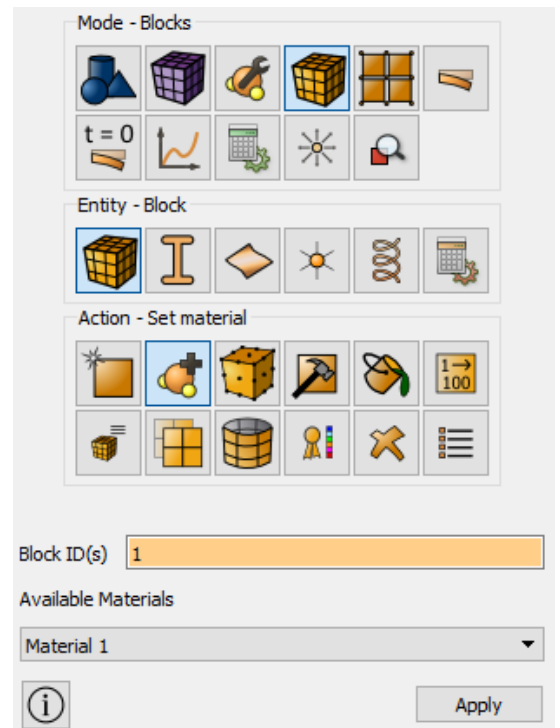 Mode - Blocks
t = 0
Entity - Block
Action - Set material
1→
100
Block ID(s) 1
Available Materials
Material 1
i Apply